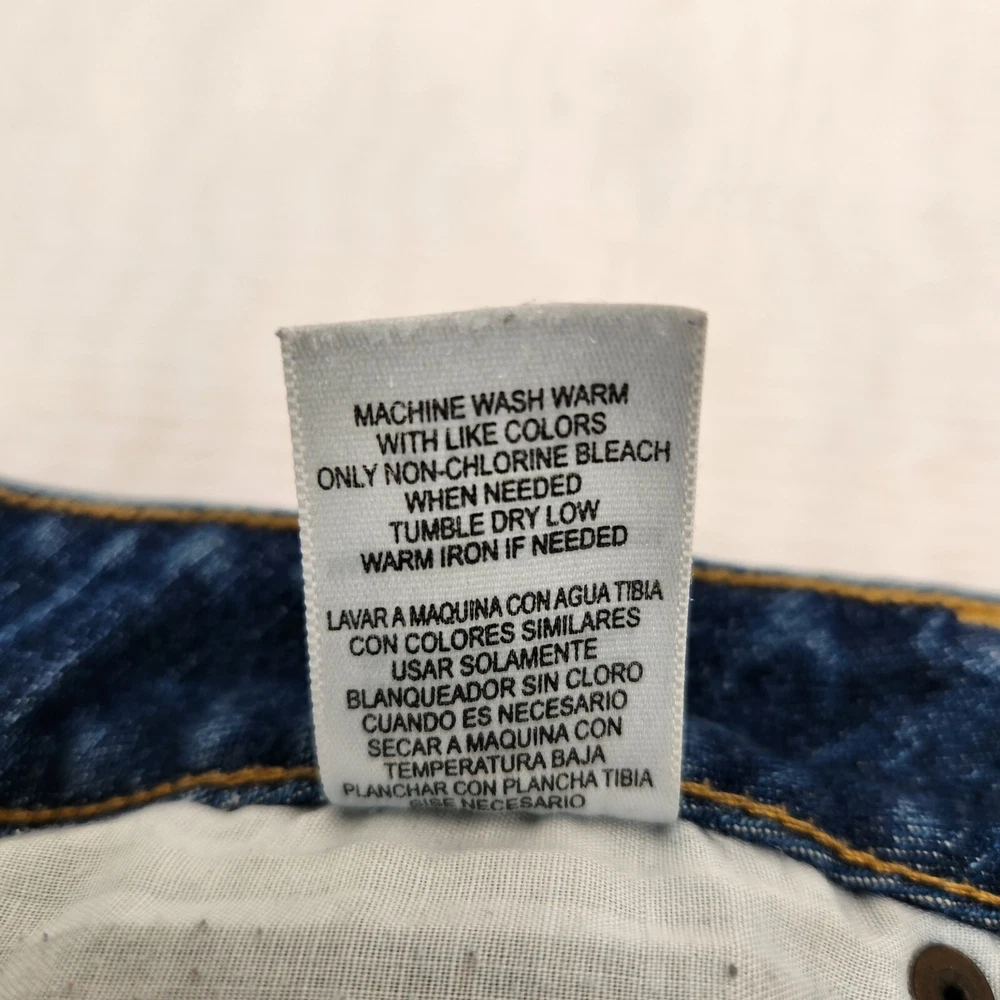 MACHINE WASH WARM
WITH LIKE COLORS
ONLY NON-CHLORINE BLEACH
WHEN NEEDED
TUMBLE DRY LOW
WARM IRON IF NEEDED
LAVAR A MAQUINA CON AGUA TIBIA
CON COLORES SIMILARES
USAR SOLAMENTE
BLANQUEADOR SIN CLORO
CUANDO ES NECESARIO
SECAR A MAQUINA CON
TEMPERATURA BAJA
PLANCHAR CON PLANCHA TIBIA
NECESARIO